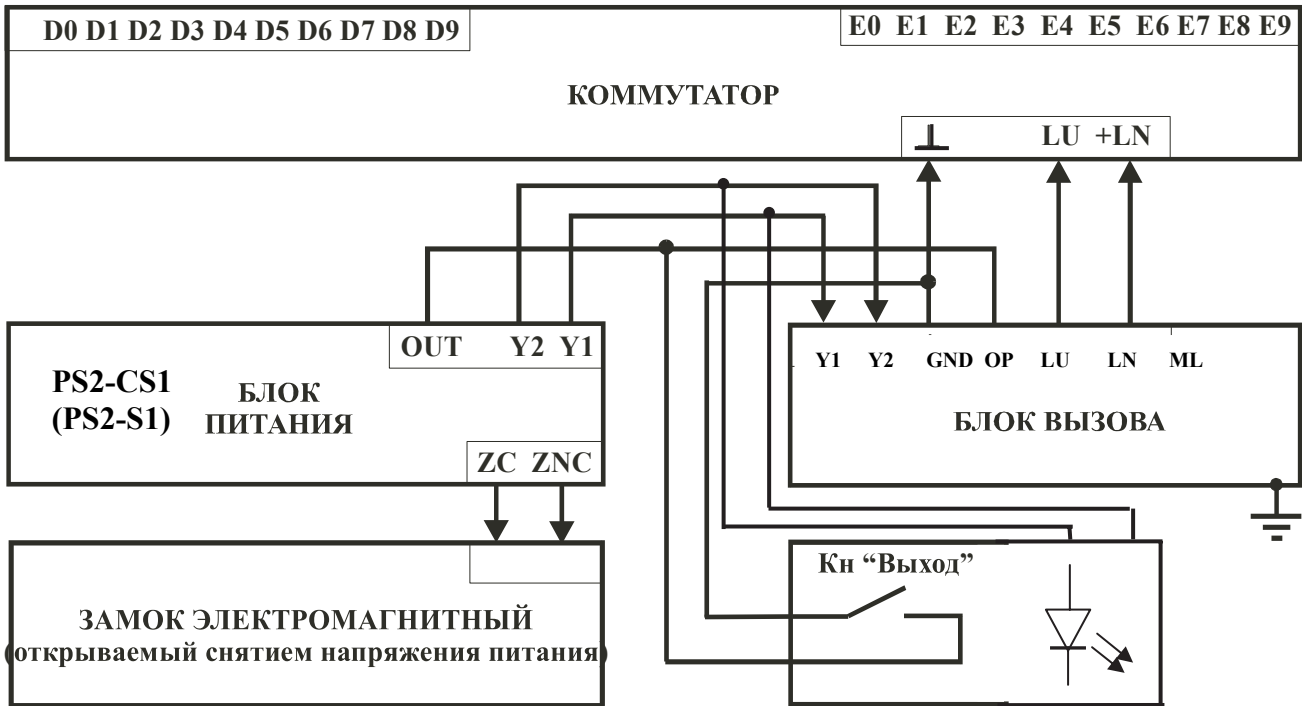 D0 D1 D2 D3 D4 D5 D6 D7 D8 D9
E0 E1 E2 E3 E4 E5 E6 E7 E8 E9
КОММУТАТОР
LU +LN
OUT Y2 Y1
PS2-CS1
(PS2-S1)
БЛОК
ПИТАНИЯ
ZC ZNC
Y1 Y2 GND OP LU LN ML
БЛОК ВЫЗОВА
ЗАМОК ЭЛЕКТРОМАГНИТНЫЙ
(открываемый снятием напряжения питания)
Кн “Выход”